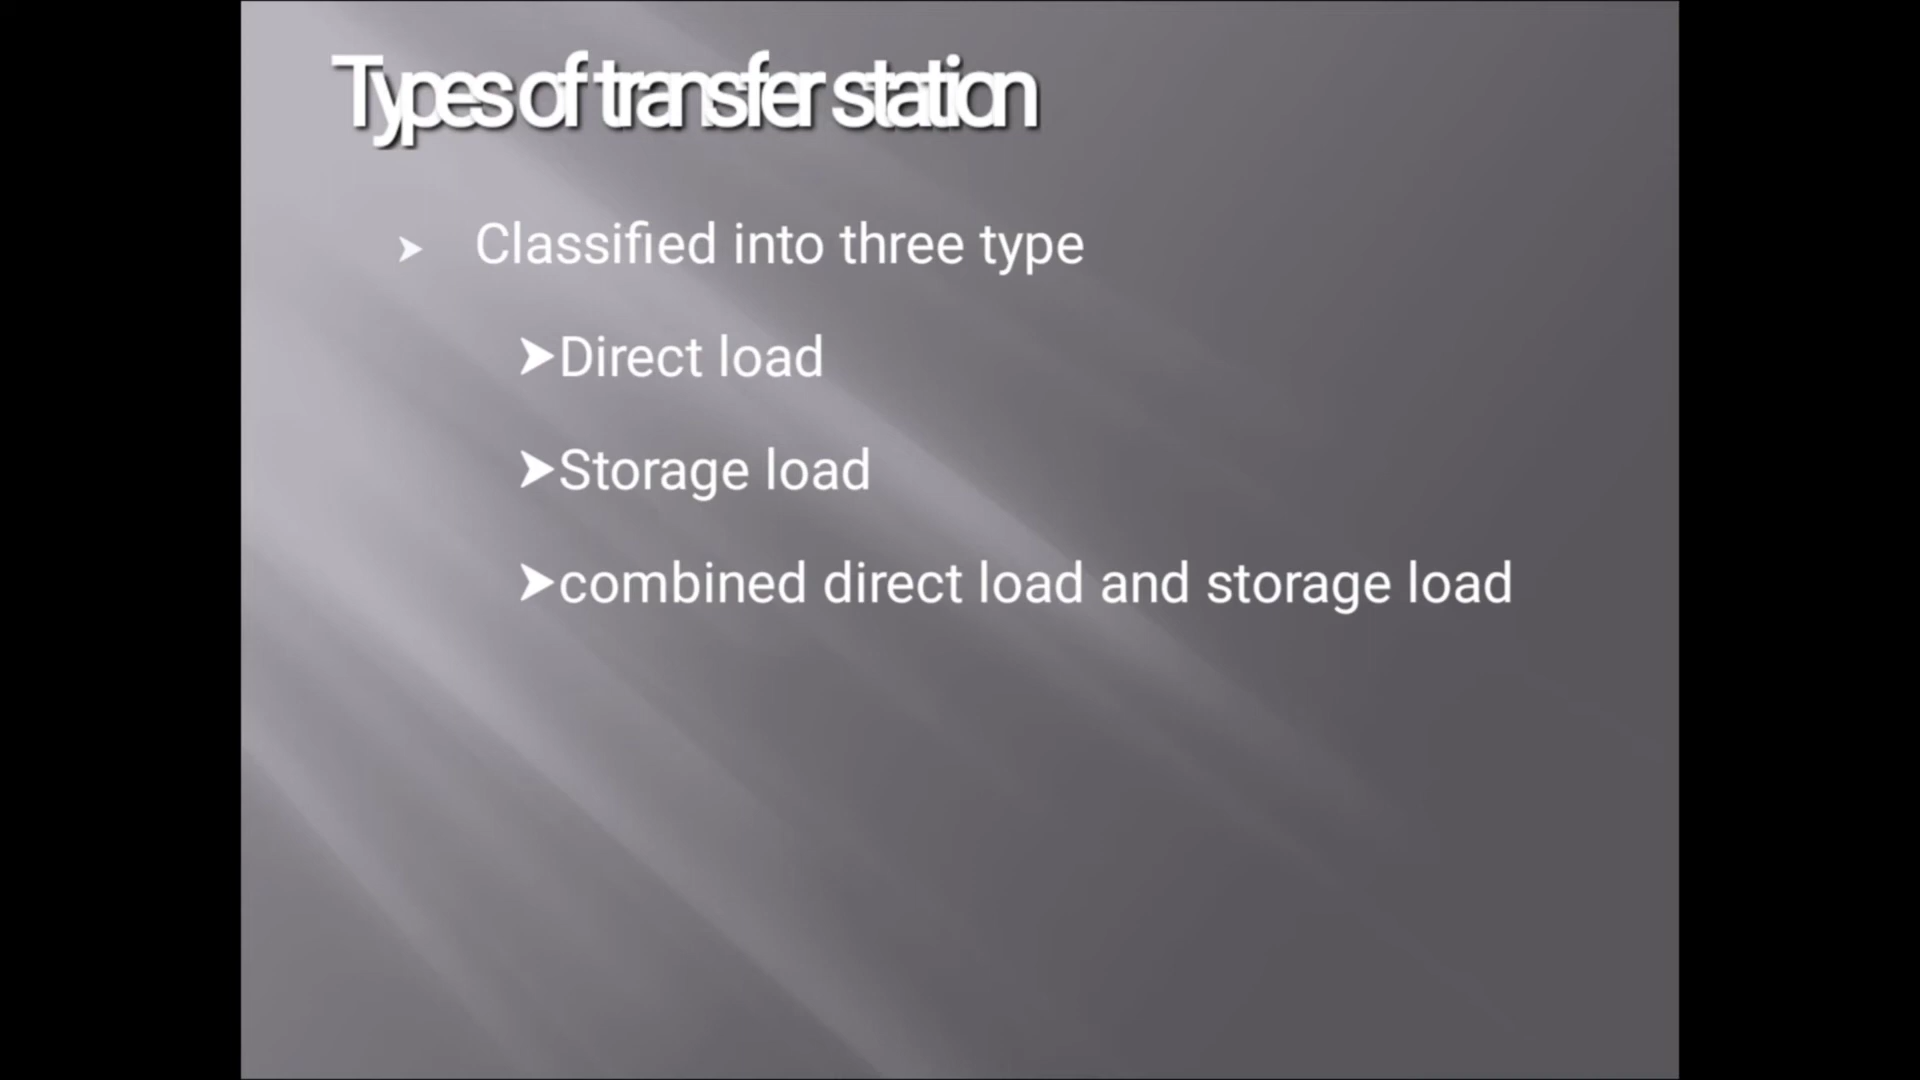 Types of transfer station
➤ Classified into three type
➤Direct load
➤Storage load
➤combined direct load and storage load